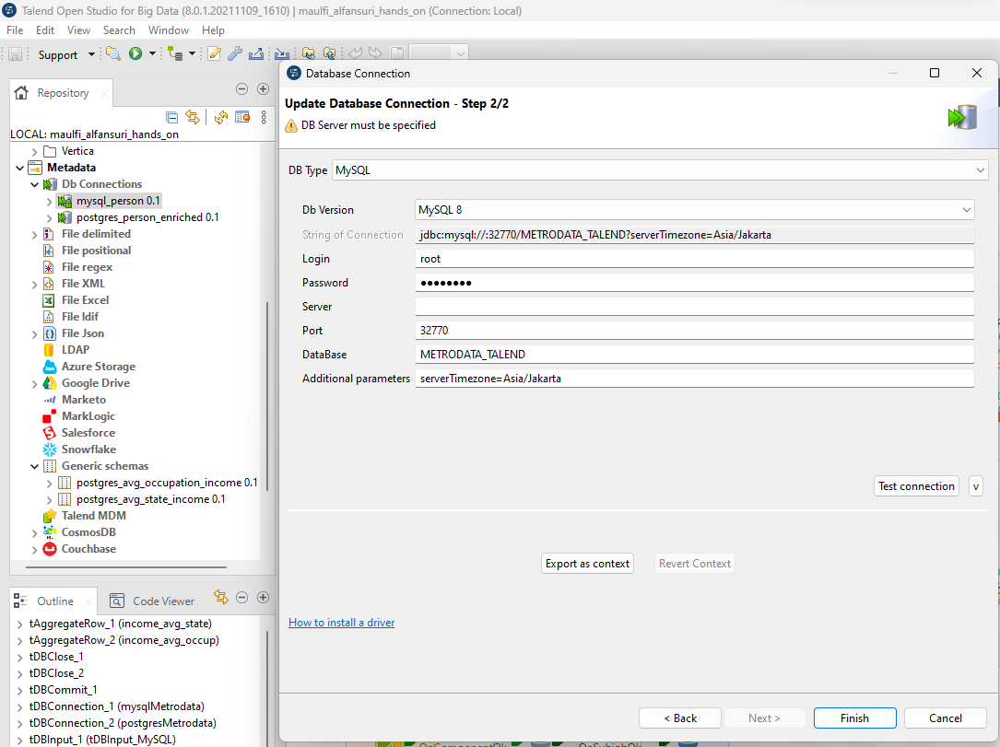 Talend Open Studio for Big Data (8.0.1.20211109_1610) | maulfi_alfansuri_hands_on (Connection: Local)
File Edit View Search Window Help
Support
Repository
LOCAL: maulfi_alfansuri_hands_on
Vertica
Metadata
Db Connections
mysql_person 0.1
postgres_person_enriched 0.1
File delimited
File positional
File regex
File XML
File Excel
File ldif
File Json
LDAP
Azure Storage
Google Drive
Marketo
MarkLogic
Salesforce
Snowflake
Generic schemas
postgres_avg_occupation_income 0.1
postgres_avg_state_income 0.1
Talend MDM
CosmosDB
Couchbase
Outline
Code Viewer
tAggregateRow_1 (income_avg_state)
tAggregateRow_2 (income_avg_occup)
tDBClose_1
tDBClose_2
tDBCommit_1
tDBConnection_1 (mysqlMetrodata)
tDBConnection_2 (postgresMetrodata)
tDBInput_1 (tDBInput_MySQL)
Database Connection
Update Database Connection - Step 2/2
DB Server must be specified
DB Type MySQL
Db Version MySQL 8
String of Connection jdbc:mysql://:32770/METRODATA_TALEND?serverTimezone=Asia/Jakarta
Login root
Password ●●●●●●●●
Server
Port 32770
DataBase METRODATA_TALEND
Additional parameters serverTimezone=Asia/Jakarta
Test connection v
Export as context Revert Context
How to install a driver
< Back Next > Finish Cancel